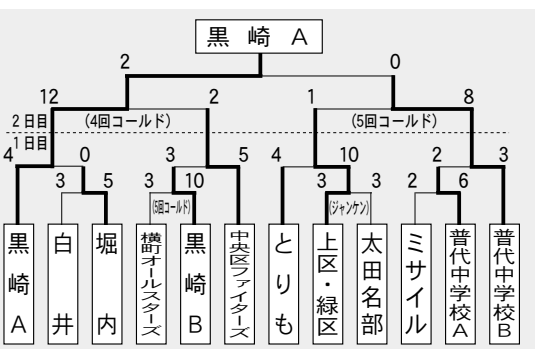 黒崎A
2 0
12 2 1 8
2日目 (4回コールド) (5回コールド)
1日目
4 0 3 5 4 10 2 3
3 5 3 10 3 3 2 6
(5回コールド) (ジャンケン)
黒崎A
白井
堀内
横町オールスターズ
黒崎B
中央区ファイターズ
とりも
上区・緑区
太田名部
ミサイル
普代中学校A
普代中学校B